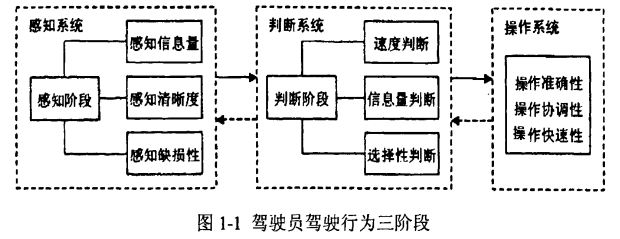 感知系统
感知阶段
感知信息量
感知清晰度
感知缺损性
判断系统
判断阶段
速度判断
信息量判断
选择性判断
操作系统
操作准确性
操作协调性
操作快速性
图 1-1 驾驶员驾驶行为三阶段